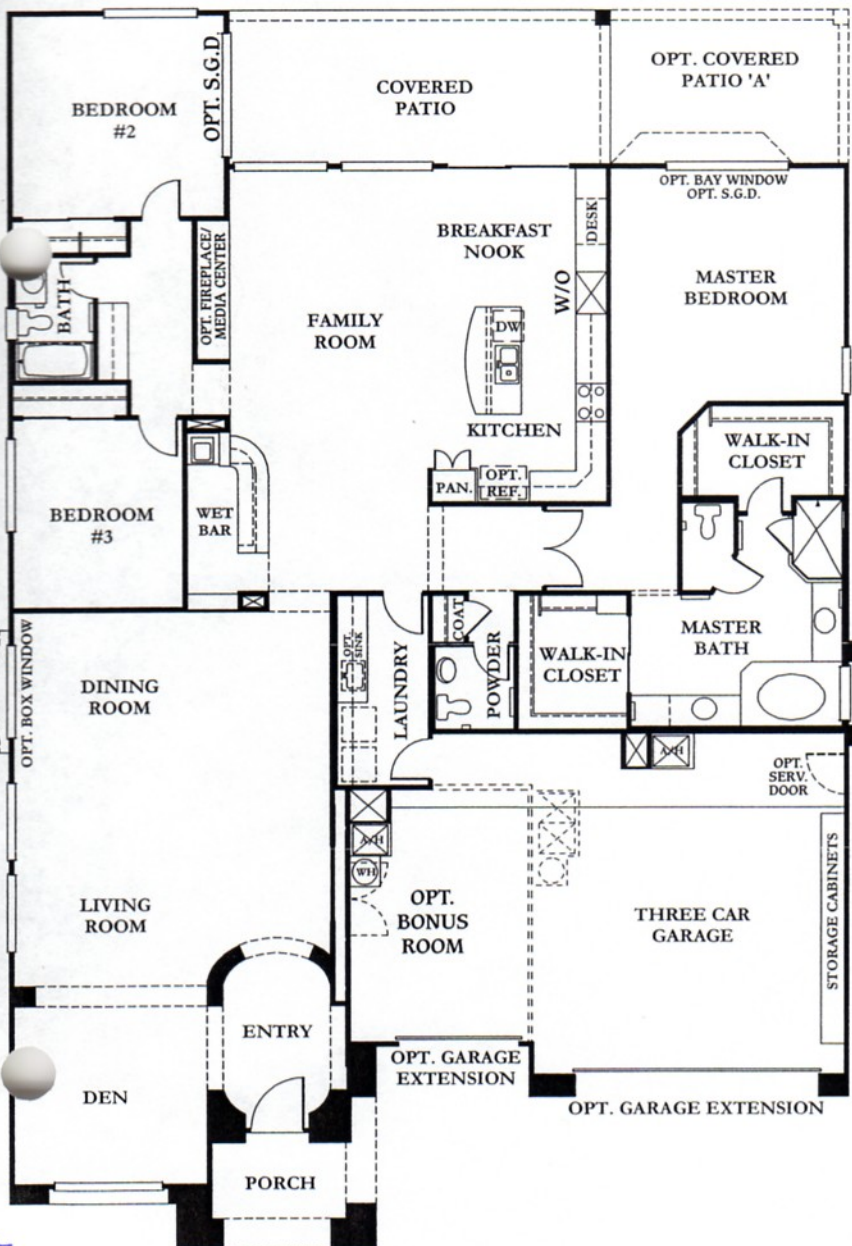 BEDROOM
#2
OPT. S.G.D.
COVERED
PATIO
OPT. COVERED
PATIO 'A'
OPT. BAY WINDOW
OPT. S.G.D.
BREAKFAST
NOOK
DESK
OPT. FIREPLACE/
MEDIA CENTER
BATH
W/O
MASTER
BEDROOM
FAMILY
ROOM
DW
KITCHEN
WALK-IN
CLOSET
PAN.
OPT.
REF.
BEDROOM
#3
WET
BAR
OPT. BOX WINDOW
DINING
ROOM
OPT.
SINK
LAUNDRY
COAT
POWDER
WALK-IN
CLOSET
MASTER
BATH
A/H
OPT.
SERV.
DOOR
A/H
WH
LIVING
ROOM
OPT.
BONUS
ROOM
THREE CAR
GARAGE
STORAGE CABINETS
ENTRY
OPT. GARAGE
EXTENSION
DEN
OPT. GARAGE EXTENSION
PORCH